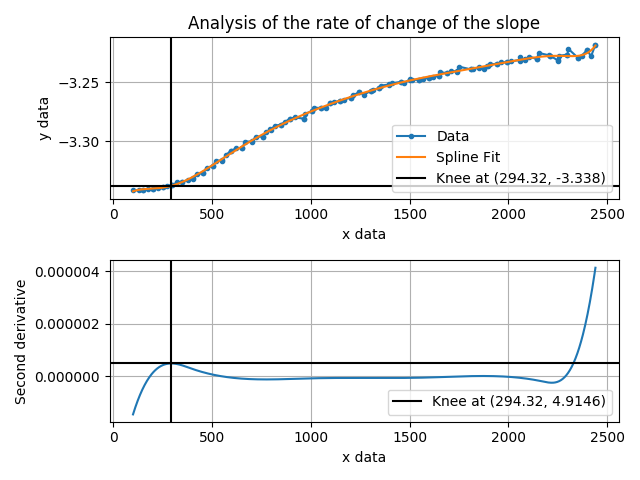 Analysis of the rate of change of the slope
y data
−3.25
−3.30
Data
Spline Fit
Knee at (294.32, -3.338)
0 500 1000 1500 2000 2500
x data
Second derivative
0.000004
0.000002
0.000000
Knee at (294.32, 4.9146)
0 500 1000 1500 2000 2500
x data